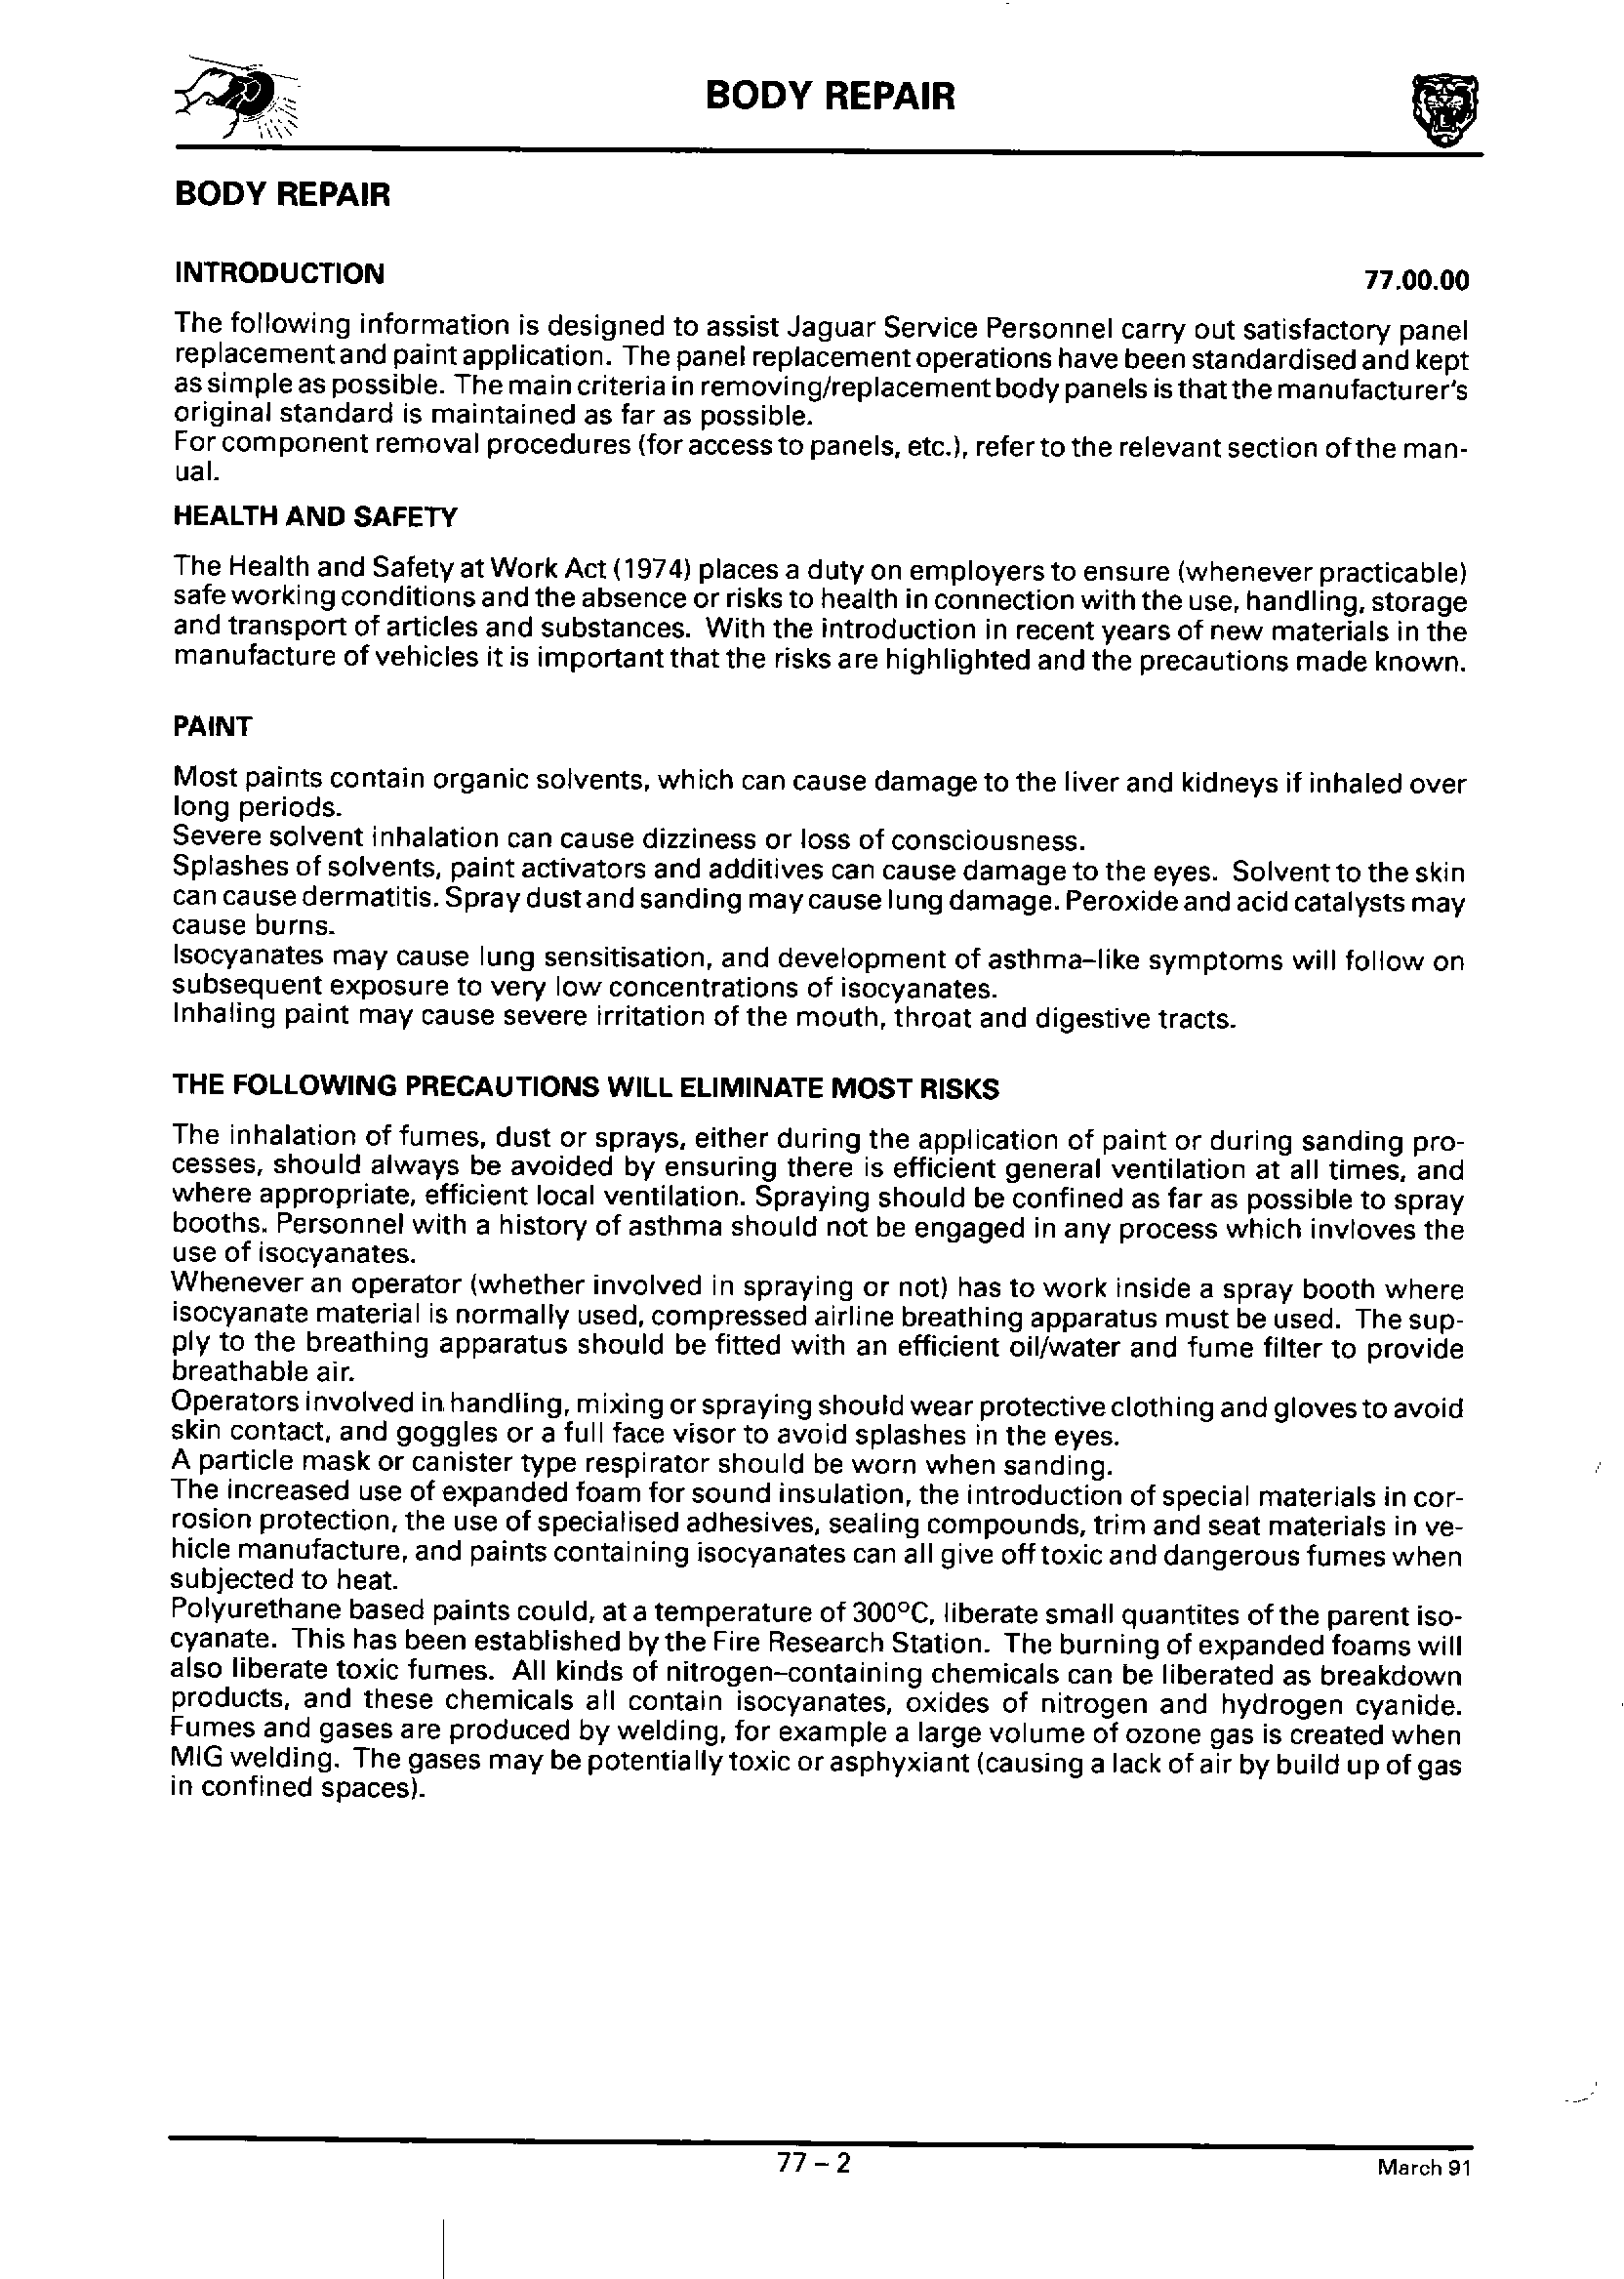 BODY REPAIR
BODY REPAIR
INTRODUCTION 77.00.00
The following information is designed to assist Jaguar Service Personnel carry out satisfactory panel
replacement and paint application. The panel replacement operations have been standardised and kept
as simple as possible. The main criteria in removing/replacement body panels is that the manufacturer's
original standard is maintained as far as possible.
For component removal procedures (for access to panels, etc.), refer to the relevant section of the man-
ual.
HEALTH AND SAFETY
The Health and Safety at Work Act (1974) places a duty on employers to ensure (whenever practicable)
safe working conditions and the absence or risks to health in connection with the use, handling, storage
and transport of articles and substances. With the introduction in recent years of new materials in the
manufacture of vehicles it is important that the risks are highlighted and the precautions made known.
PAINT
Most paints contain organic solvents, which can cause damage to the liver and kidneys if inhaled over
long periods.
Severe solvent inhalation can cause dizziness or loss of consciousness.
Splashes of solvents, paint activators and additives can cause damage to the eyes. Solvent to the skin
can cause dermatitis. Spray dust and sanding may cause lung damage. Peroxide and acid catalysts may
cause burns.
Isocyanates may cause lung sensitisation, and development of asthma–like symptoms will follow on
subsequent exposure to very low concentrations of isocyanates.
Inhaling paint may cause severe irritation of the mouth, throat and digestive tracts.
THE FOLLOWING PRECAUTIONS WILL ELIMINATE MOST RISKS
The inhalation of fumes, dust or sprays, either during the application of paint or during sanding pro-
cesses, should always be avoided by ensuring there is efficient general ventilation at all times, and
where appropriate, efficient local ventilation. Spraying should be confined as far as possible to spray
booths. Personnel with a history of asthma should not be engaged in any process which invloves the
use of isocyanates.
Whenever an operator (whether involved in spraying or not) has to work inside a spray booth where
isocyanate material is normally used, compressed airline breathing apparatus must be used. The sup-
ply to the breathing apparatus should be fitted with an efficient oil/water and fume filter to provide
breathable air.
Operators involved in handling, mixing or spraying should wear protective clothing and gloves to avoid
skin contact, and goggles or a full face visor to avoid splashes in the eyes.
A particle mask or canister type respirator should be worn when sanding.
The increased use of expanded foam for sound insulation, the introduction of special materials in cor-
rosion protection, the use of specialised adhesives, sealing compounds, trim and seat materials in ve-
hicle manufacture, and paints containing isocyanates can all give off toxic and dangerous fumes when
subjected to heat.
Polyurethane based paints could, at a temperature of 300°C, liberate small quantites of the parent iso-
cyanate. This has been established by the Fire Research Station. The burning of expanded foams will
also liberate toxic fumes. All kinds of nitrogen–containing chemicals can be liberated as breakdown
products, and these chemicals all contain isocyanates, oxides of nitrogen and hydrogen cyanide.
Fumes and gases are produced by welding, for example a large volume of ozone gas is created when
MIG welding. The gases may be potentially toxic or asphyxiant (causing a lack of air by build up of gas
in confined spaces).
77 – 2
March 91